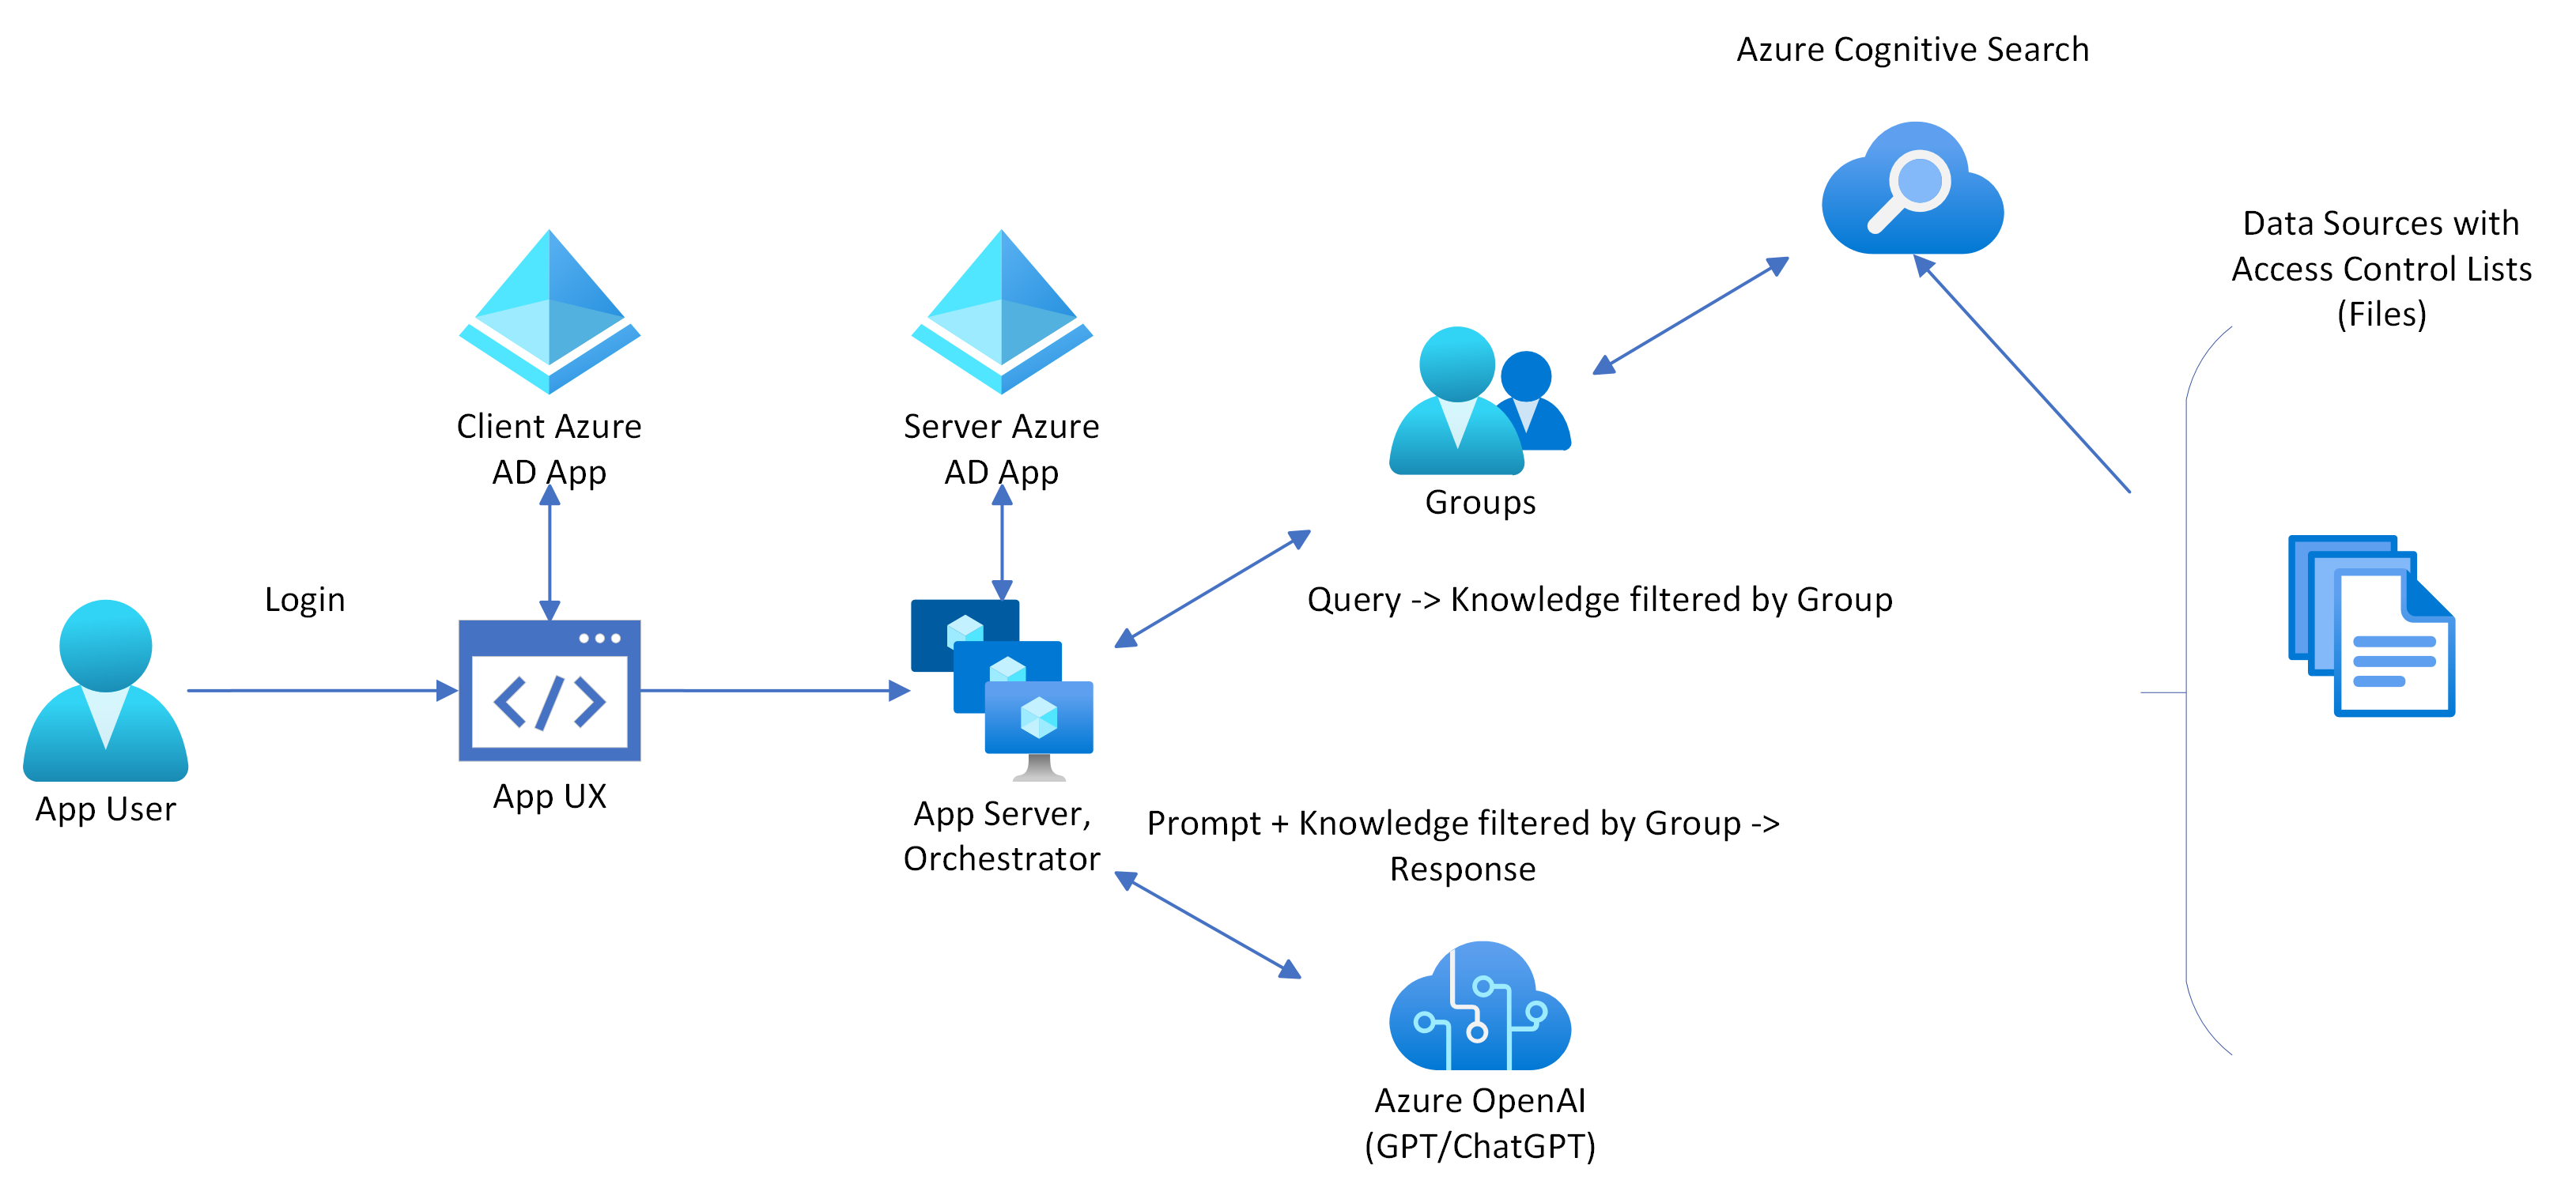 Azure Cognitive Search
Data Sources with
Access Control Lists
(Files)
Client Azure
AD App
Server Azure
AD App
Groups
Login
Query -> Knowledge filtered by Group
App User
App UX
App Server,
Orchestrator
Prompt + Knowledge filtered by Group ->
Response
Azure OpenAI
(GPT/ChatGPT)